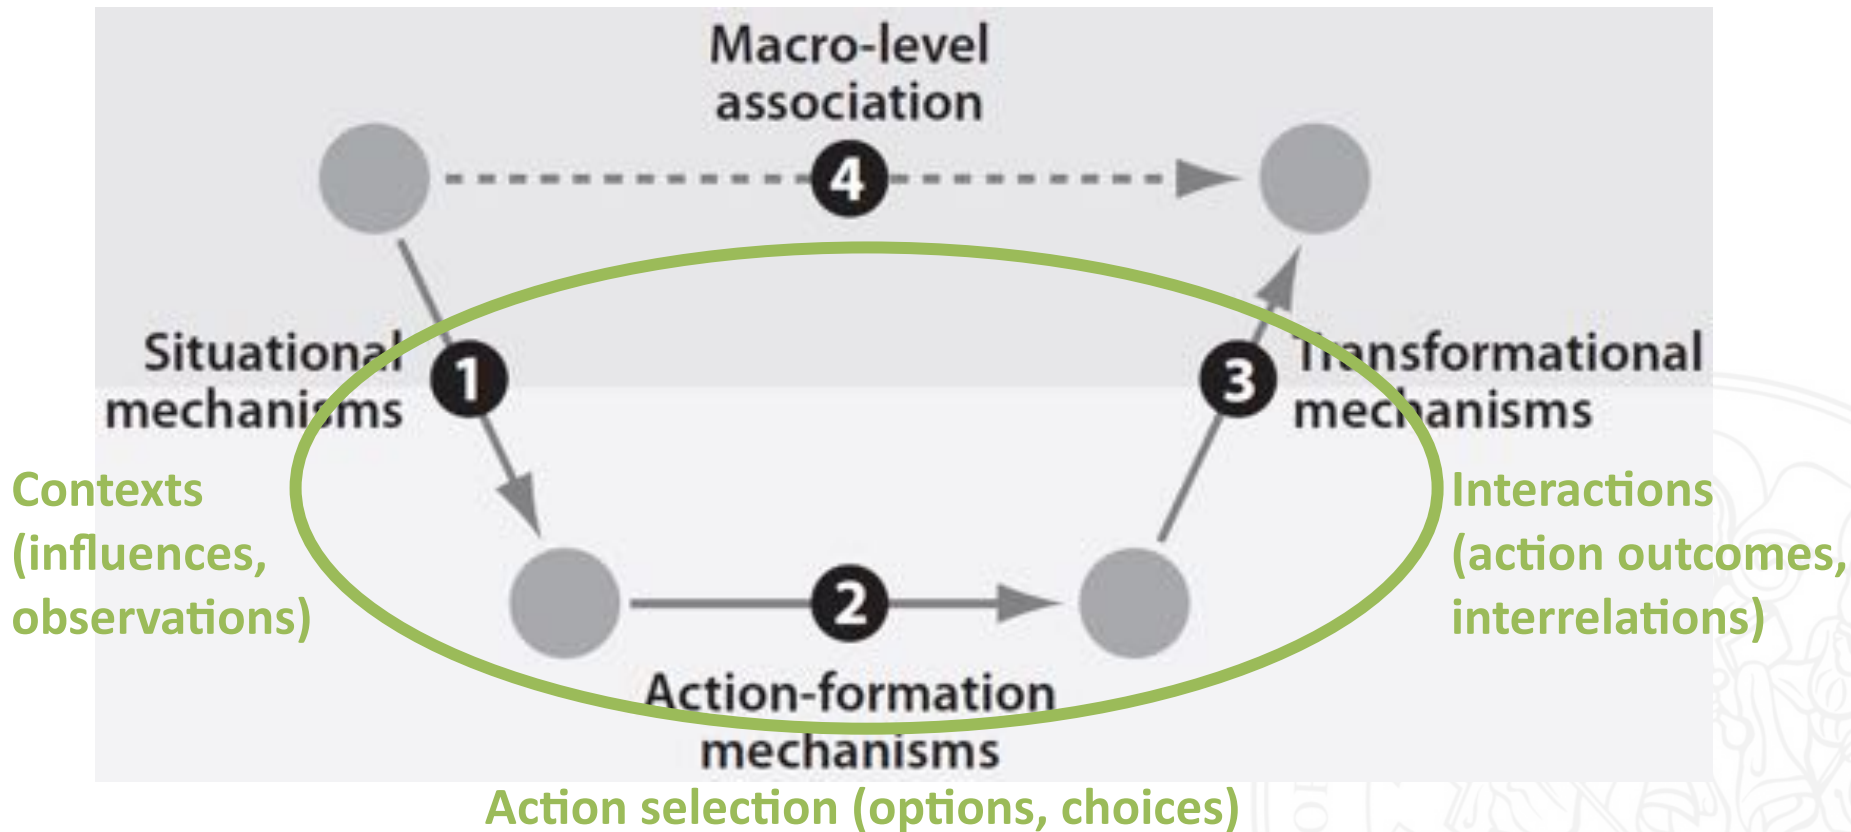 Macro-level
association
4
Situational
mechanisms
1
3
Transformational
mechanisms
Contexts
(influences,
observations)
Interactions
(action outcomes,
interrelations)
2
Action-formation
mechanisms
Action selection (options, choices)